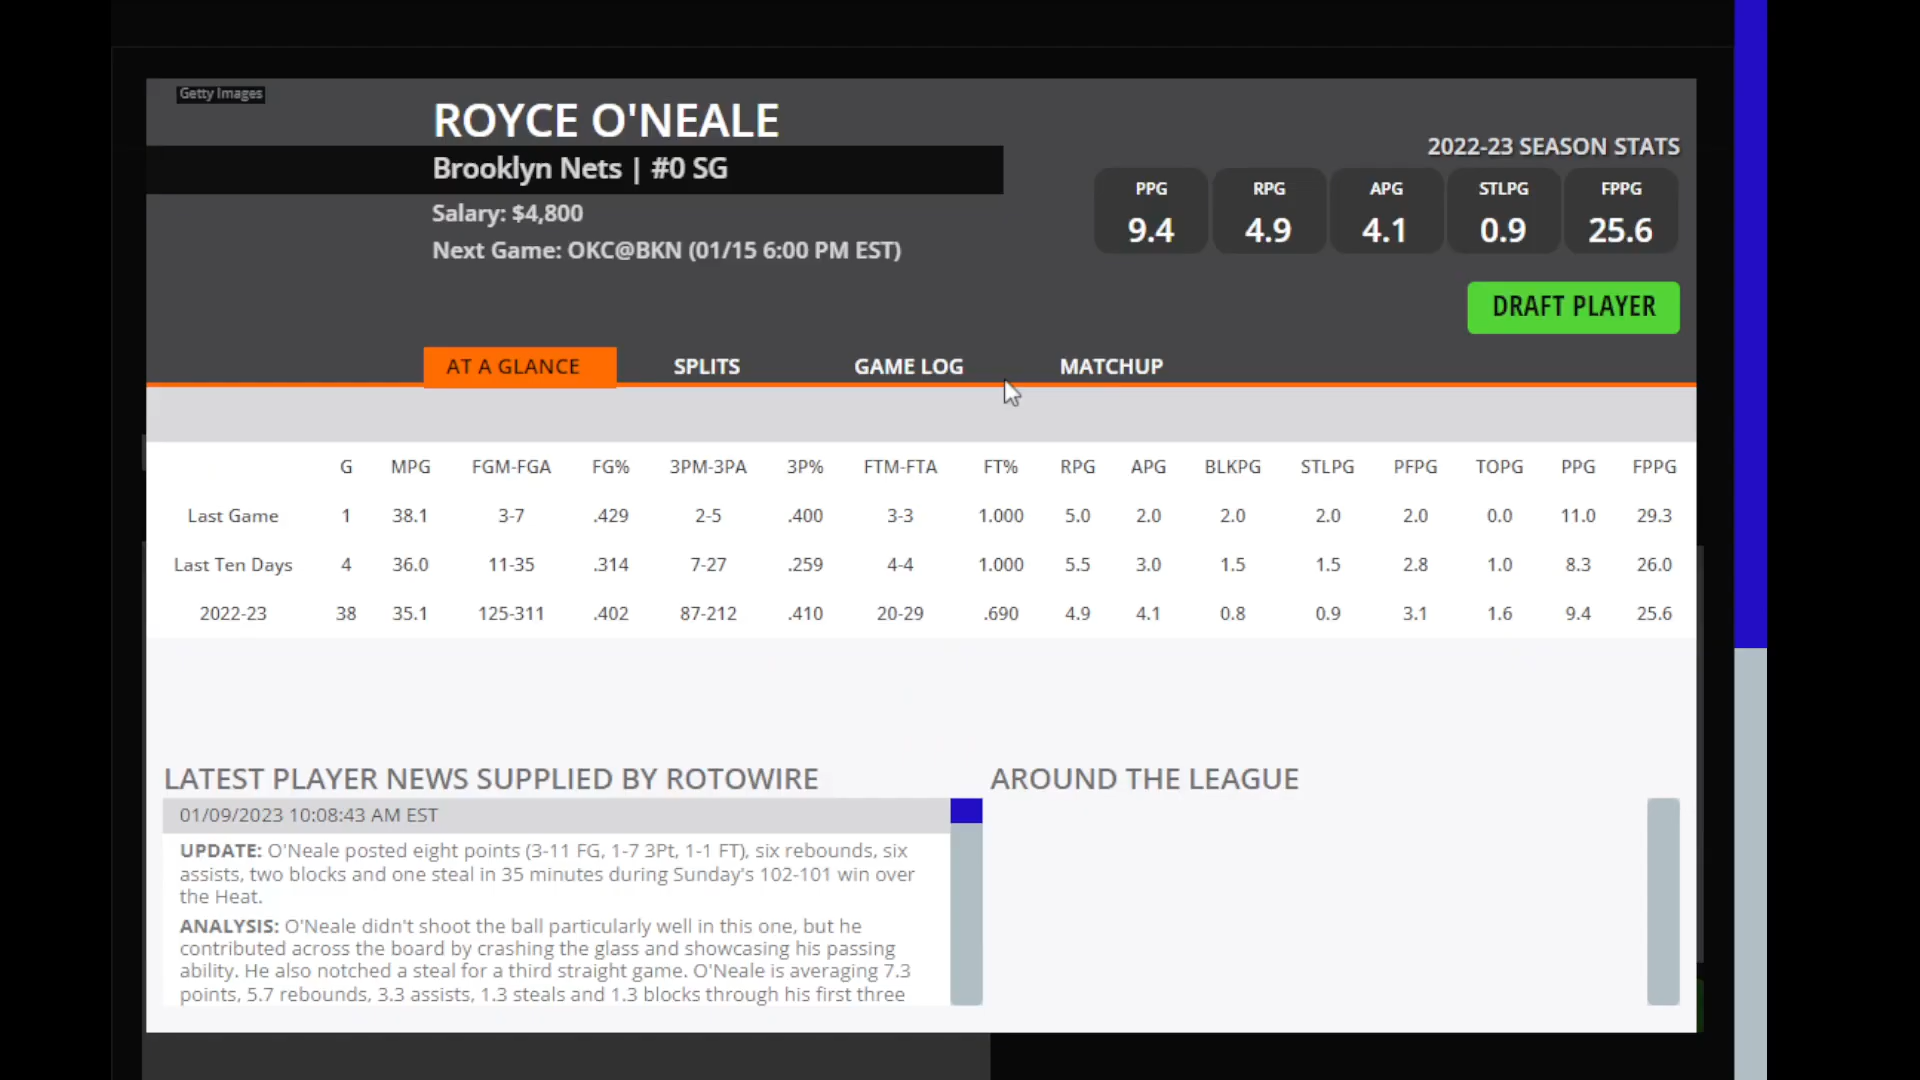 Getty Images
ROYCE O'NEALE
Brooklyn Nets | #0 SG
Salary: $4,800
Next Game: OKC@BKN (01/15 6:00 PM EST)
2022-23 SEASON STATS
PPG RPG APG STLPG FPPG
9.4 4.9 4.1 0.9 25.6
DRAFT PLAYER
AT A GLANCE SPLITS GAME LOG MATCHUP
G MPG FGM-FGA FG% 3PM-3PA 3P% FTM-FTA FT% RPG APG BLKPG STLPG PFPG TOPG PPG FPPG
Last Game 1 38.1 3-7 .429 2-5 .400 3-3 1.000 5.0 2.0 2.0 2.0 2.0 0.0 11.0 29.3
Last Ten Days 4 36.0 11-35 .314 7-27 .259 4-4 1.000 5.5 3.0 1.5 1.5 2.8 1.0 8.3 26.0
2022-23 38 35.1 125-311 .402 87-212 .410 20-29 .690 4.9 4.1 0.8 0.9 3.1 1.6 9.4 25.6
LATEST PLAYER NEWS SUPPLIED BY ROTOWIRE
01/09/2023 10:08:43 AM EST
UPDATE: O'Neale posted eight points (3-11 FG, 1-7 3Pt, 1-1 FT), six rebounds, six
assists, two blocks and one steal in 35 minutes during Sunday's 102-101 win over
the Heat.
ANALYSIS: O'Neale didn't shoot the ball particularly well in this one, but he
contributed across the board by crashing the glass and showcasing his passing
ability. He also notched a steal for a third straight game. O'Neale is averaging 7.3
points, 5.7 rebounds, 3.3 assists, 1.3 steals and 1.3 blocks through his first three
AROUND THE LEAGUE